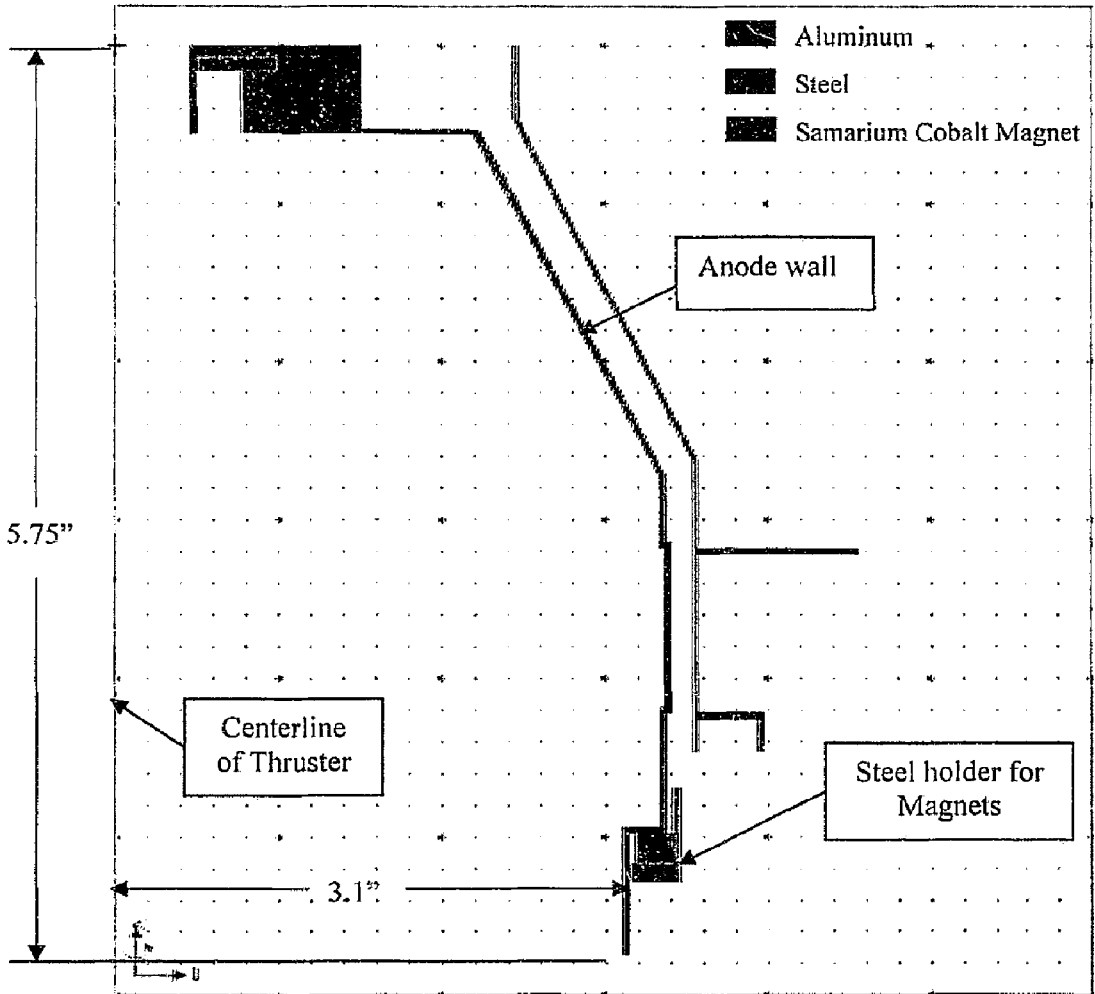 Aluminum
Steel
Samarium Cobalt Magnet
Anode wall
5.75”
Centerline
of Thruster
Steel holder for
Magnets
3.1”